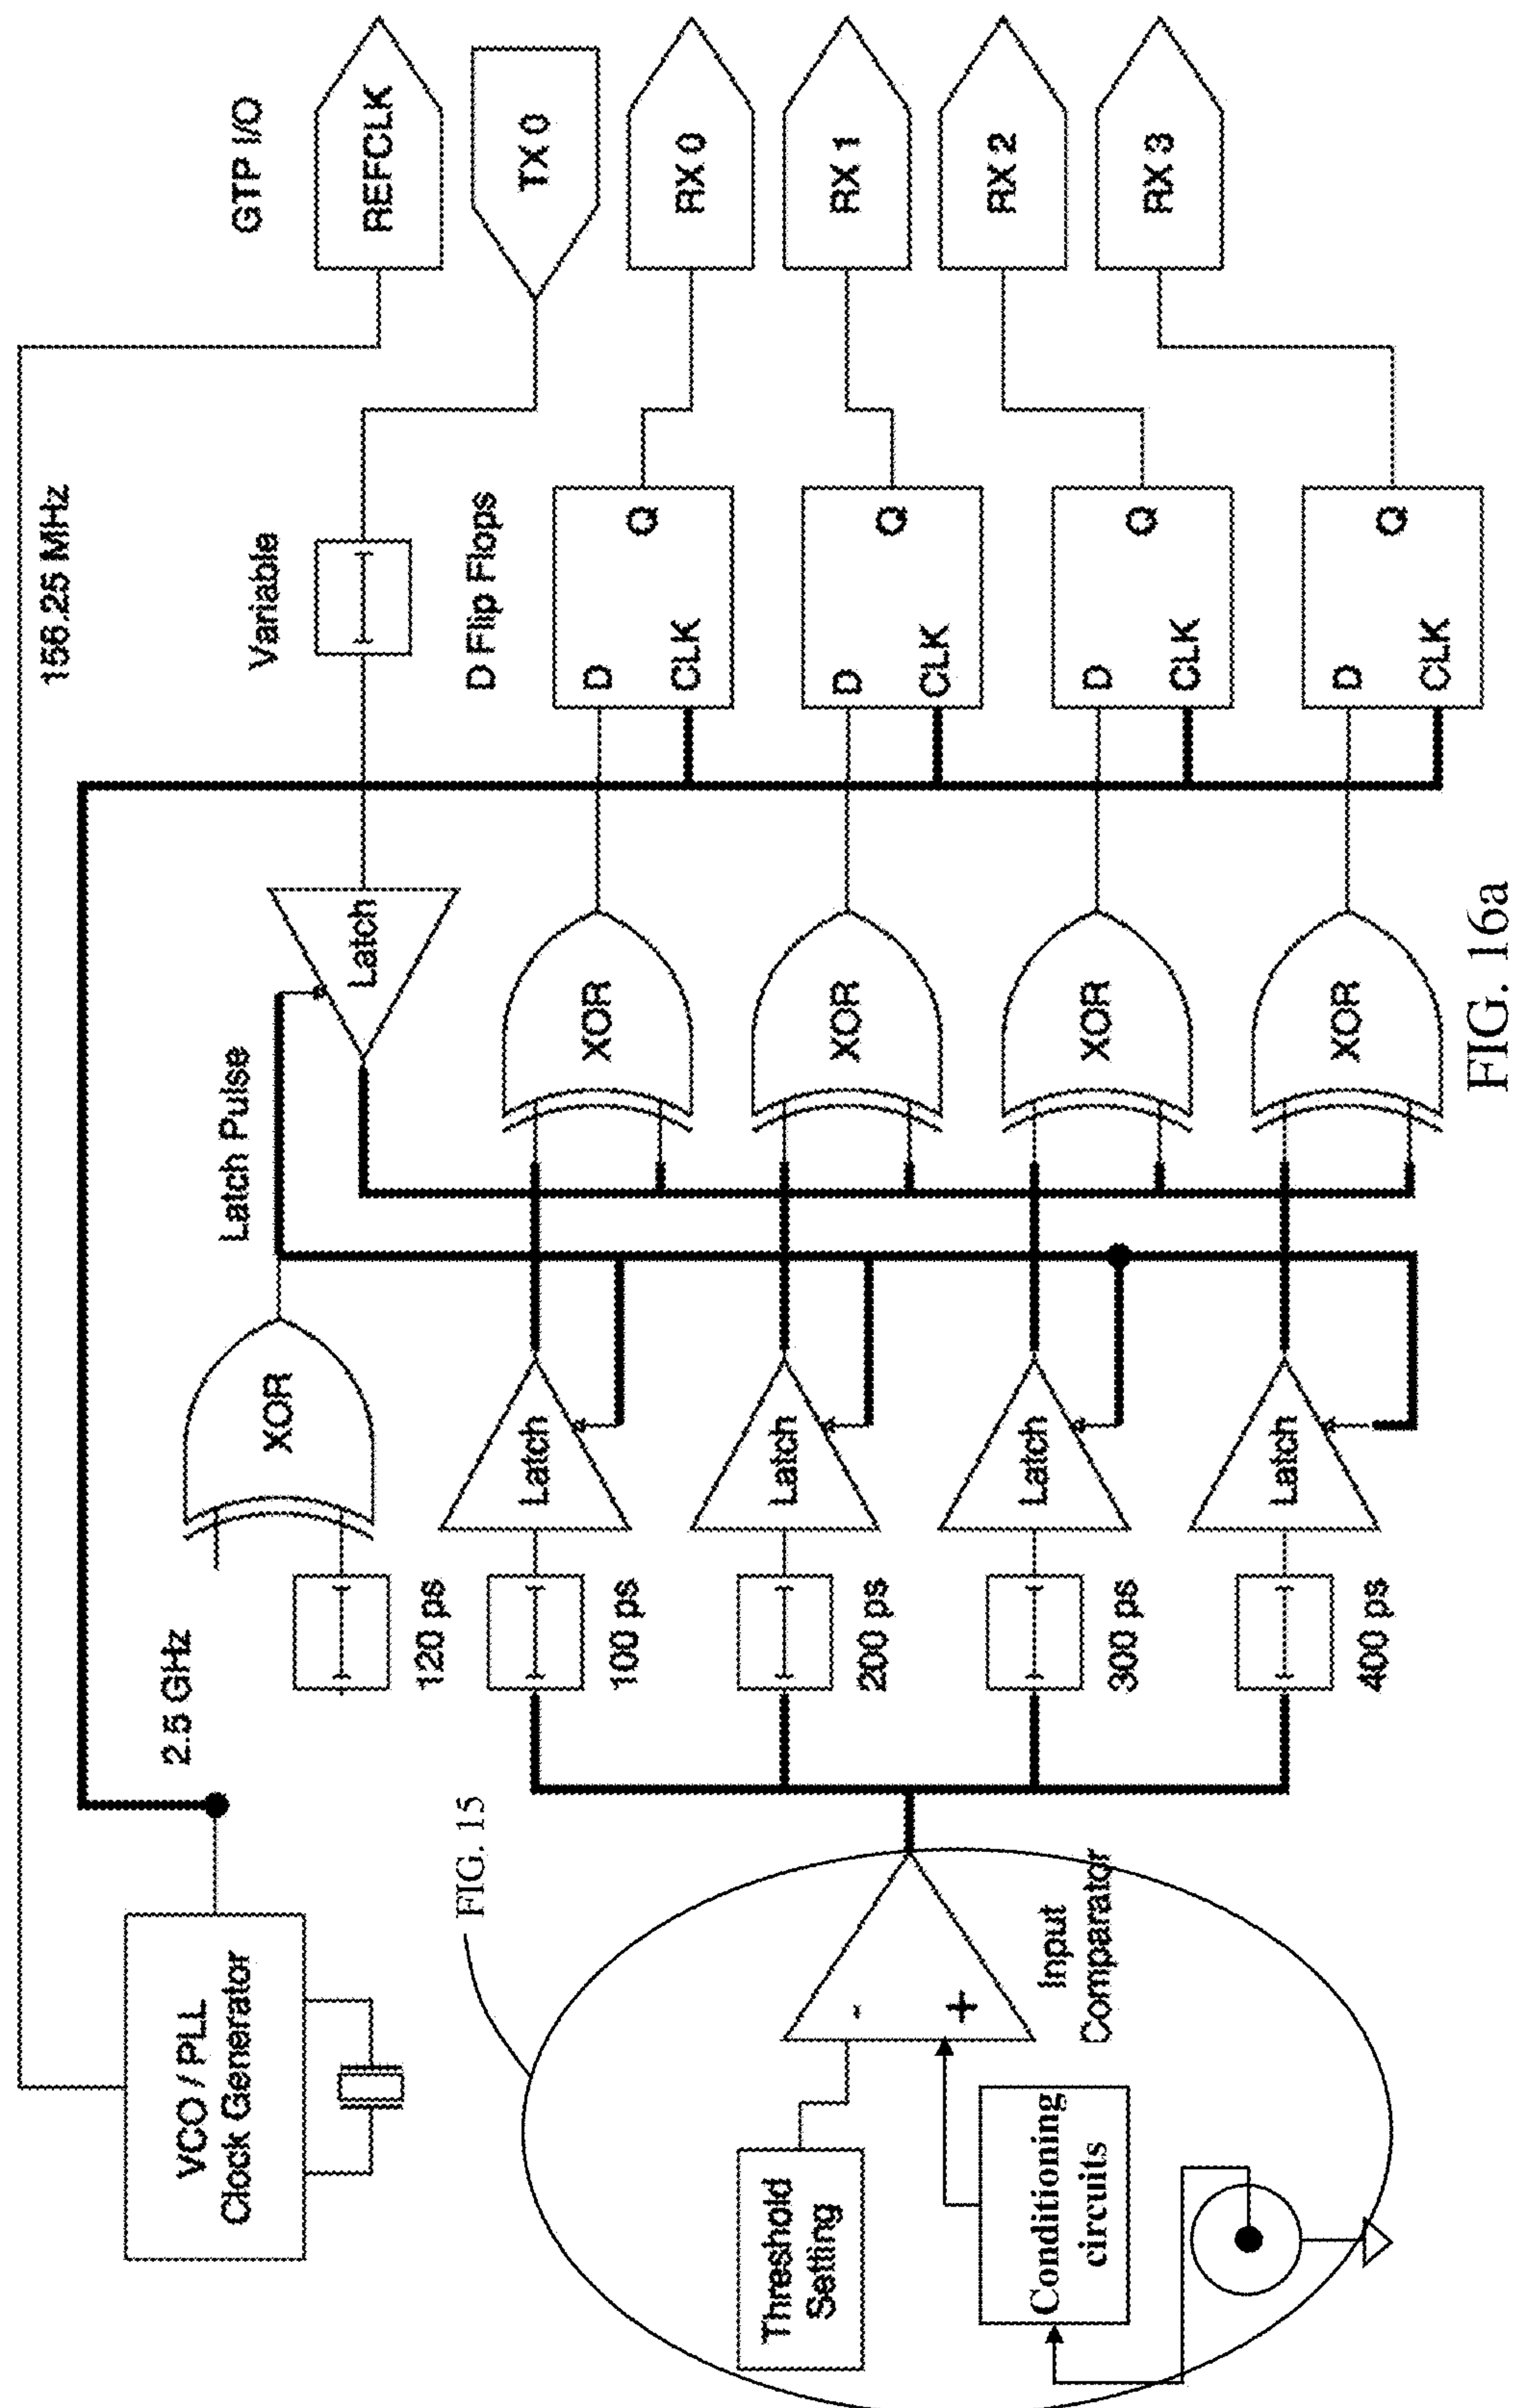 GTP I/O
156.25 MHz
REFCLK
VCO / PLL
Clock Generator
2.5 GHz
XOR
Latch Pulse
Latch
Variable
TX 0
120 ps
FIG. 15
100 ps
Latch
XOR
D Flip Flops
D
Q
CLK
RX 0
Threshold
Setting
-
+
Input
Comparator
200 ps
Latch
XOR
D
Q
CLK
RX 1
Conditioning
circuits
300 ps
Latch
XOR
D
Q
CLK
RX 2
400 ps
Latch
XOR
D
Q
CLK
RX 3
FIG. 16a